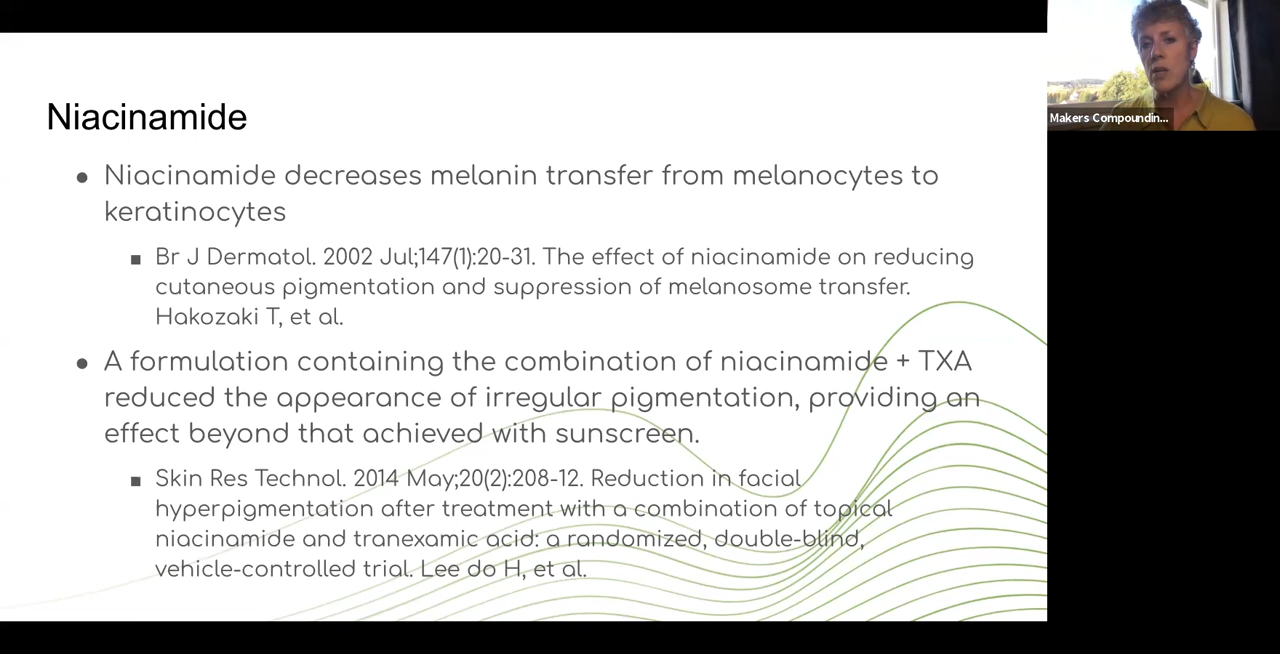 Niacinamide
● Niacinamide decreases melanin transfer from melanocytes to
keratinocytes
■ Br J Dermatol. 2002 Jul;147(1):20-31. The effect of niacinamide on reducing
cutaneous pigmentation and suppression of melanosome transfer.
Hakozaki T, et al.
● A formulation containing the combination of niacinamide + TXA
reduced the appearance of irregular pigmentation, providing an
effect beyond that achieved with sunscreen.
■ Skin Res Technol. 2014 May;20(2):208-12. Reduction in facial
hyperpigmentation after treatment with a combination of topical
niacinamide and tranexamic acid: a randomized, double-blind,
vehicle-controlled trial. Lee do H, et al.
Makers Compoundin...